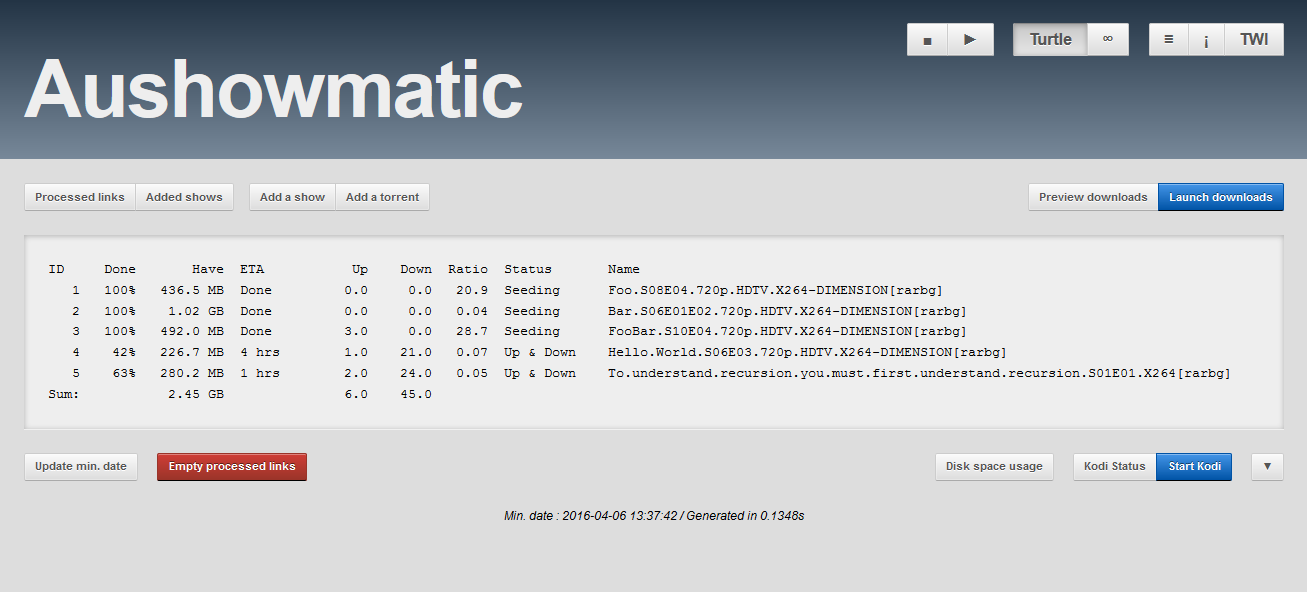 ■ ▶ Turtle ∞ ≡ ¡ TWI
Aushowmatic
Processed links Added shows Add a show Add a torrent Preview downloads Launch downloads
ID Done Have ETA Up Down Ratio Status Name
1 100% 436.5 MB Done 0.0 0.0 20.9 Seeding Foo.S08E04.720p.HDTV.X264-DIMENSION[rarbg]
2 100% 1.02 GB Done 0.0 0.0 0.04 Seeding Bar.S06E01E02.720p.HDTV.X264-DIMENSION[rarbg]
3 100% 492.0 MB Done 3.0 0.0 28.7 Seeding FooBar.S10E04.720p.HDTV.X264-DIMENSION[rarbg]
4 42% 226.7 MB 4 hrs 1.0 21.0 0.07 Up & Down Hello.World.S06E03.720p.HDTV.X264-DIMENSION[rarbg]
5 63% 280.2 MB 1 hrs 2.0 24.0 0.05 Up & Down To.understand.recursion.you.must.first.understand.recursion.S01E01.X264[rarbg]
Sum: 2.45 GB 6.0 45.0
Update min. date Empty processed links Disk space usage Kodi Status Start Kodi ▼
Min. date : 2016-04-06 13:37:42 / Generated in 0.1348s